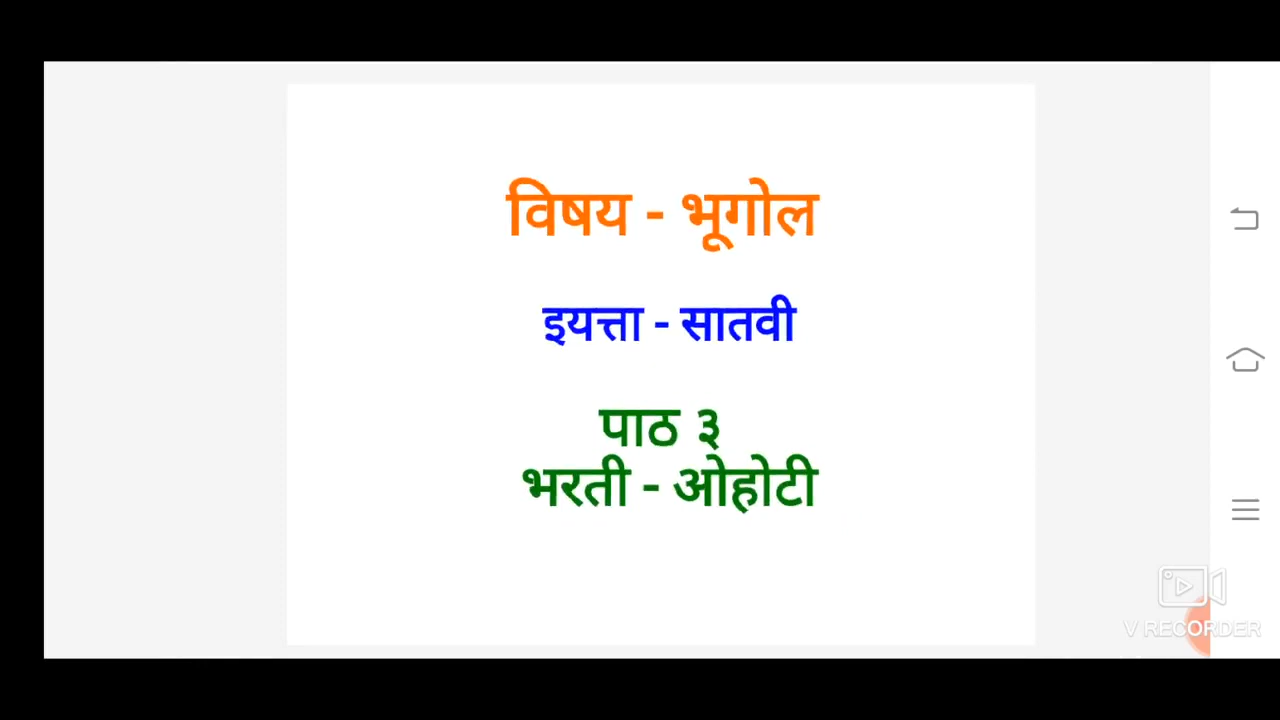 विषय - भूगोल
इयत्ता - सातवी
पाठ ३
भरती - ओहोटी
V RECORDER